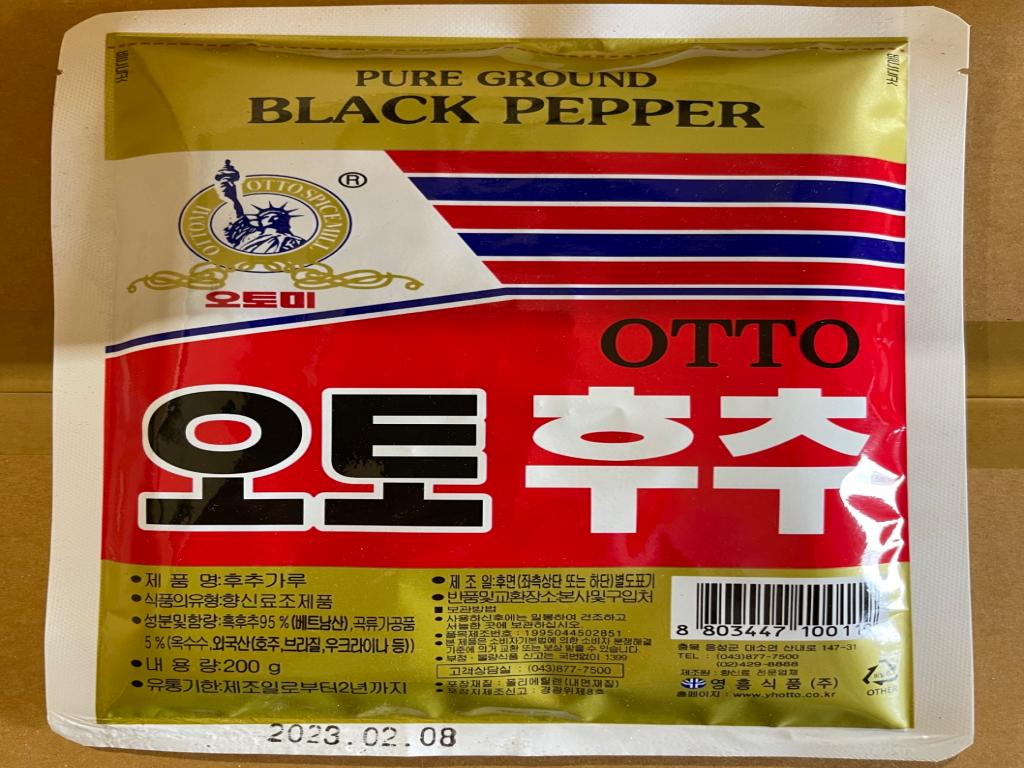 PURE GROUND
BLACK PEPPER
OTTOMI OTTO SPICE MILL
®
오토미
OTTO
오토 후추
● 제 품 명:후추가루
● 식품의유형:향신료조제품
● 성분및함량:흑후추95%(베트남산),곡류가공품
5%(옥수수,외국산(호주,브라질,우크라이나 등))
● 내 용 량:200 g
● 유통기한:제조일로부터2년까지
● 제 조 일:후면(좌측상단 또는 하단)별도표기
● 반품및교환장소:본사및구입처
■ 보관방법
● 사용하신후에는 밀봉하여 건조하고
서늘한 곳에 보관하십시오.
● 품목제조번호 : 1995044502851
● 본 제품은 소비자기본법에 의한 소비자 분쟁해결
기준에 의거 교환 또는 보상 받을 수 있습니다.
● 부정 · 불량식품 신고는 국번없이 1399
고객상담실 : (043)877-7500
● 포장재질 : 폴리에틸렌(내면재질)
8 803447 10011
충북 음성군 대소면 산내로 147-31
TEL : (043)877-7500
(02)429-8888
제조원 : 향신료 전문업체
영흥식품(주)
홈페이지 : www.yhotto.co.kr
OTHER
2023.02.08